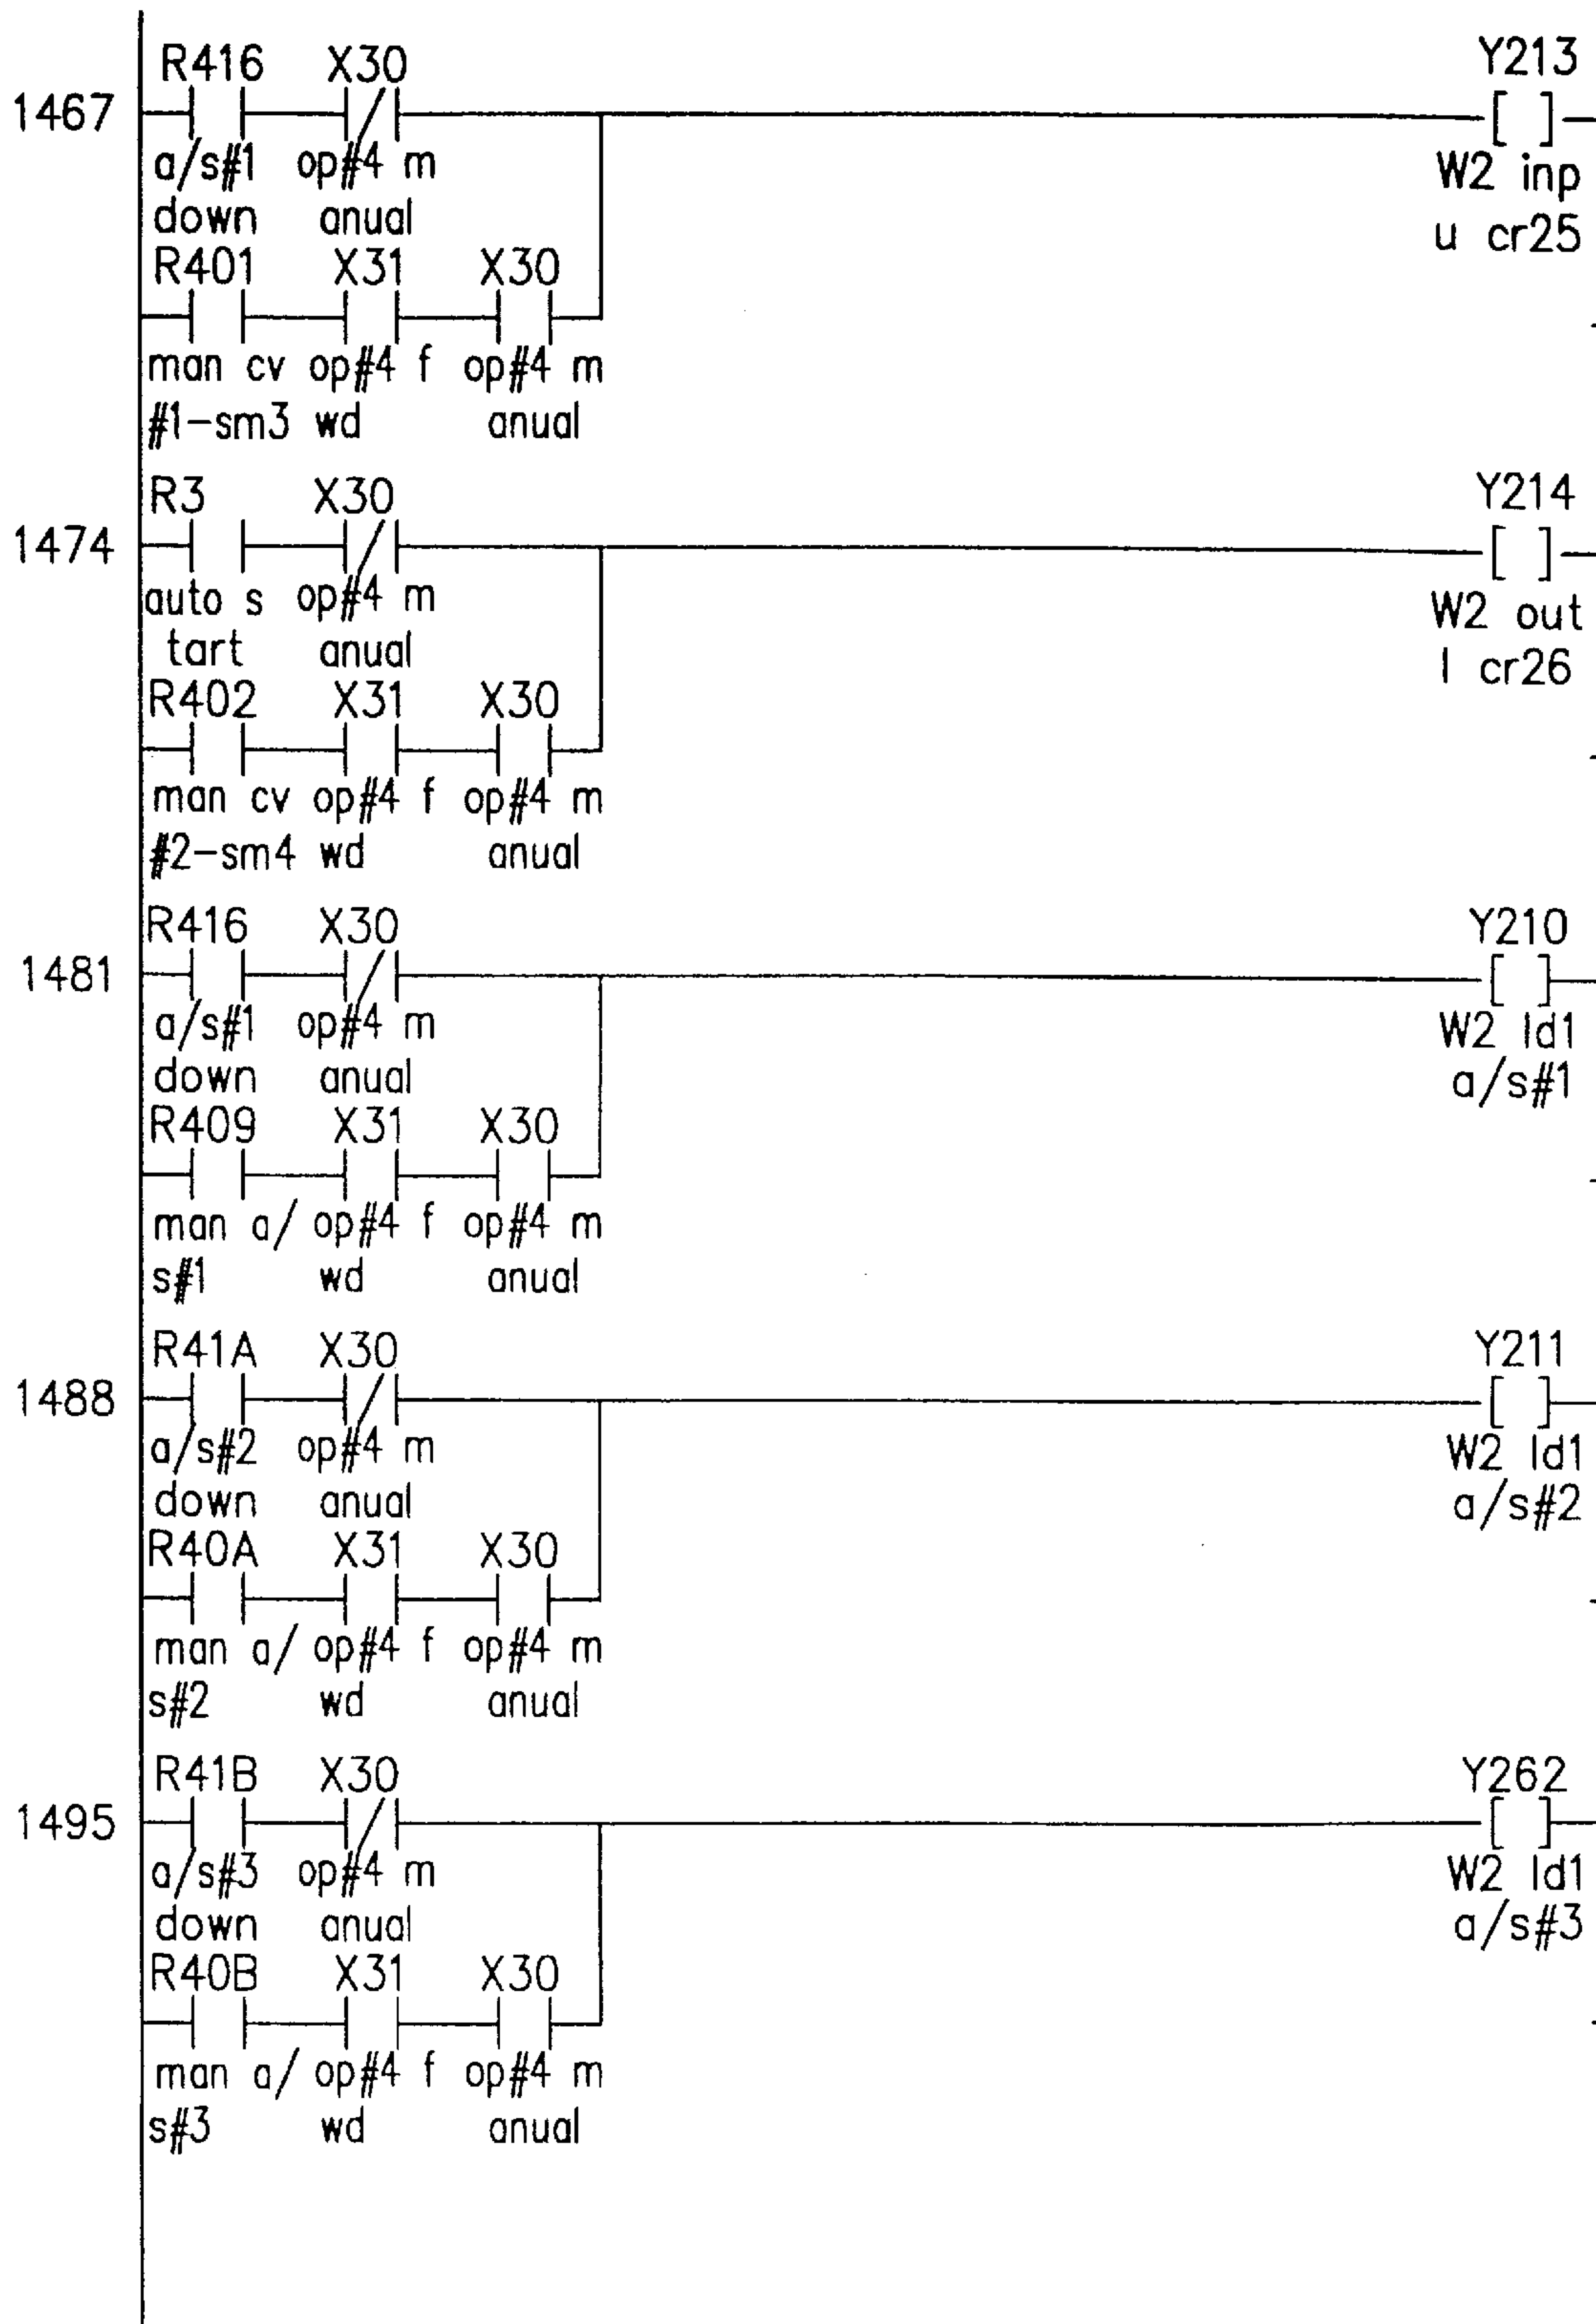 R416 X30 Y213
1467 [ ]
a/s#1 op#4 m W2 inp
down anual u cr25
R401 X31 X30
man cv op#4 f op#4 m
#1-sm3 wd anual
R3 X30 Y214
1474 [ ]
auto s op#4 m W2 out
tart anual l cr26
R402 X31 X30
man cv op#4 f op#4 m
#2-sm4 wd anual
R416 X30 Y210
1481 [ ]
a/s#1 op#4 m W2 ld1
down anual a/s#1
R409 X31 X30
man a/ op#4 f op#4 m
s#1 wd anual
R41A X30 Y211
1488 [ ]
a/s#2 op#4 m W2 ld1
down anual a/s#2
R40A X31 X30
man a/ op#4 f op#4 m
s#2 wd anual
R41B X30 Y262
1495 [ ]
a/s#3 op#4 m W2 ld1
down anual a/s#3
R40B X31 X30
man a/ op#4 f op#4 m
s#3 wd anual